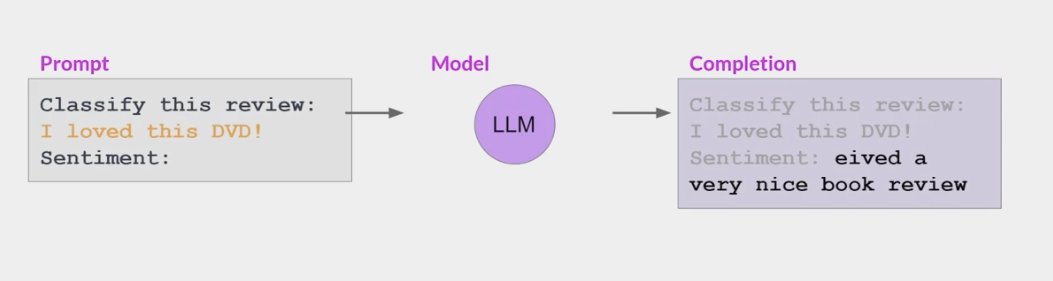 Prompt
Classify this review:
I loved this DVD!
Sentiment:
Model
LLM
Completion
Classify this review:
I loved this DVD!
Sentiment: eived a
very nice book review